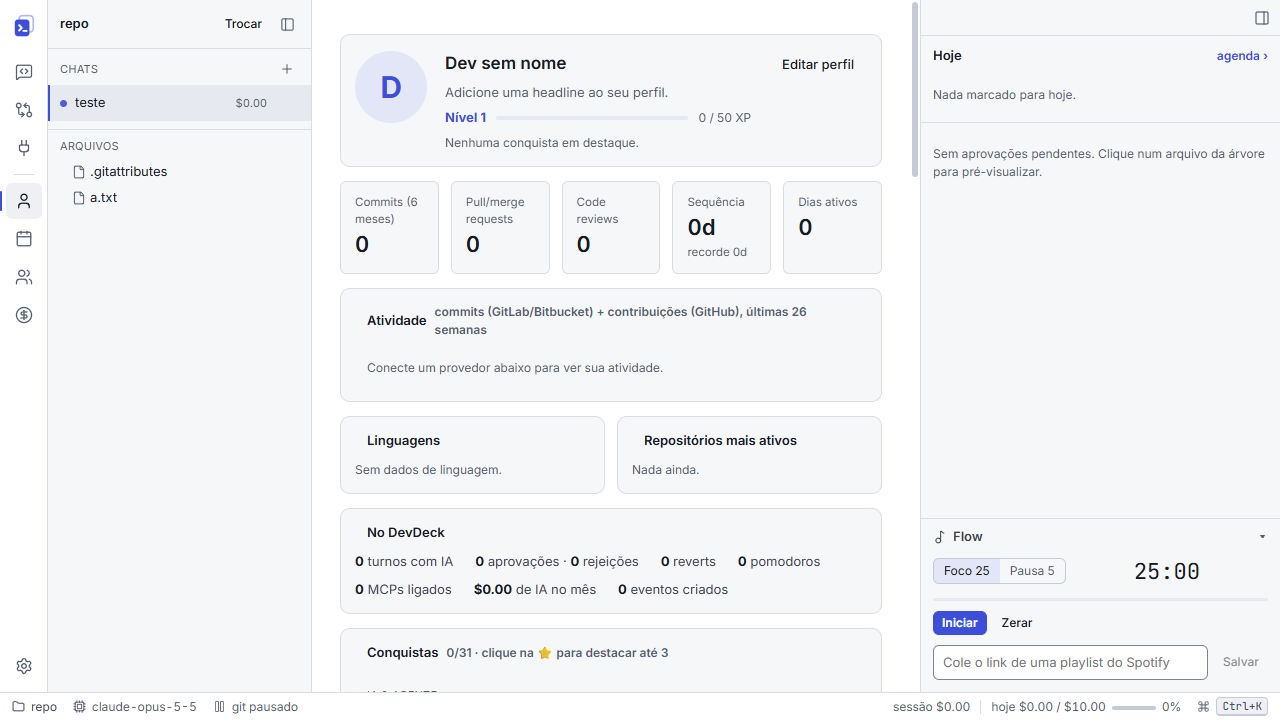 repo
Trocar
CHATS
teste
$0.00
ARQUIVOS
.gitattributes
a.txt
D
Dev sem nome
Editar perfil
Adicione uma headline ao seu perfil.
Nível 1
0 / 50 XP
Nenhuma conquista em destaque.
Commits (6
meses)
0
Pull/merge
requests
0
Code
reviews
0
Sequência
0d
recorde 0d
Dias ativos
0
Atividade
commits (GitLab/Bitbucket) + contribuições (GitHub), últimas 26
semanas
Conecte um provedor abaixo para ver sua atividade.
Linguagens
Sem dados de linguagem.
Repositórios mais ativos
Nada ainda.
No DevDeck
0 turnos com IA 0 aprovações · 0 rejeições 0 reverts 0 pomodoros
0 MCPs ligados $0.00 de IA no mês 0 eventos criados
Conquistas 0/31 · clique na ⭐ para destacar até 3
Hoje
agenda ›
Nada marcado para hoje.
Sem aprovações pendentes. Clique num arquivo da árvore
para pré-visualizar.
Flow
Foco 25
Pausa 5
25:00
Iniciar
Zerar
Cole o link de uma playlist do Spotify
Salvar
repo
claude-opus-5-5
git pausado
sessão $0.00
hoje $0.00 / $10.00
0%
⌘ Ctrl+K